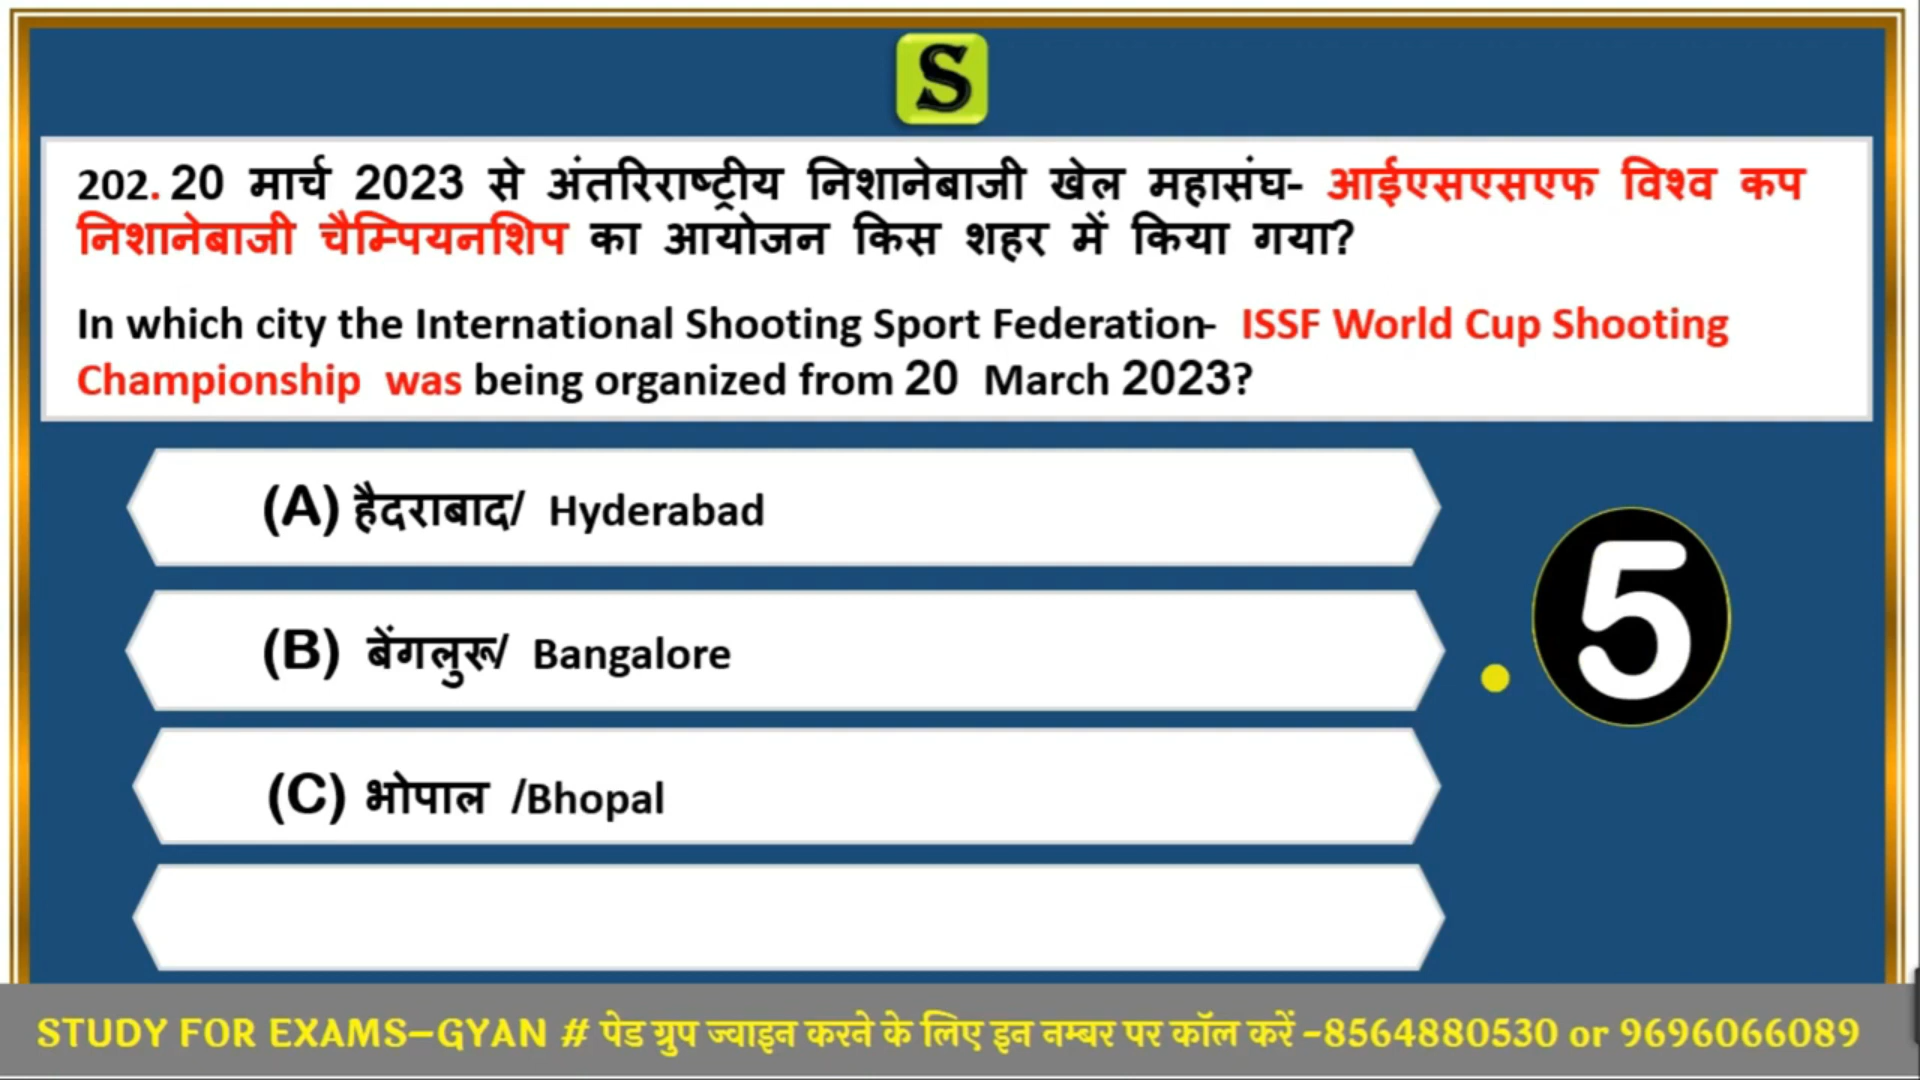 S
202. 20 मार्च 2023 से अंतरिराष्ट्रीय निशानेबाजी खेल महासंघ- आईएसएसएफ विश्व कप
निशानेबाजी चैम्पियनशिप का आयोजन किस शहर में किया गया?
In which city the International Shooting Sport Federation- ISSF World Cup Shooting
Championship was being organized from 20 March 2023?
(A) हैदराबाद/ Hyderabad
(B) बेंगलुरू/ Bangalore
5
(C) भोपाल /Bhopal
STUDY FOR EXAMS-GYAN # पेड ग्रुप ज्वाइन करने के लिए इन नम्बर पर कॉल करें -8564880530 or 9696066089